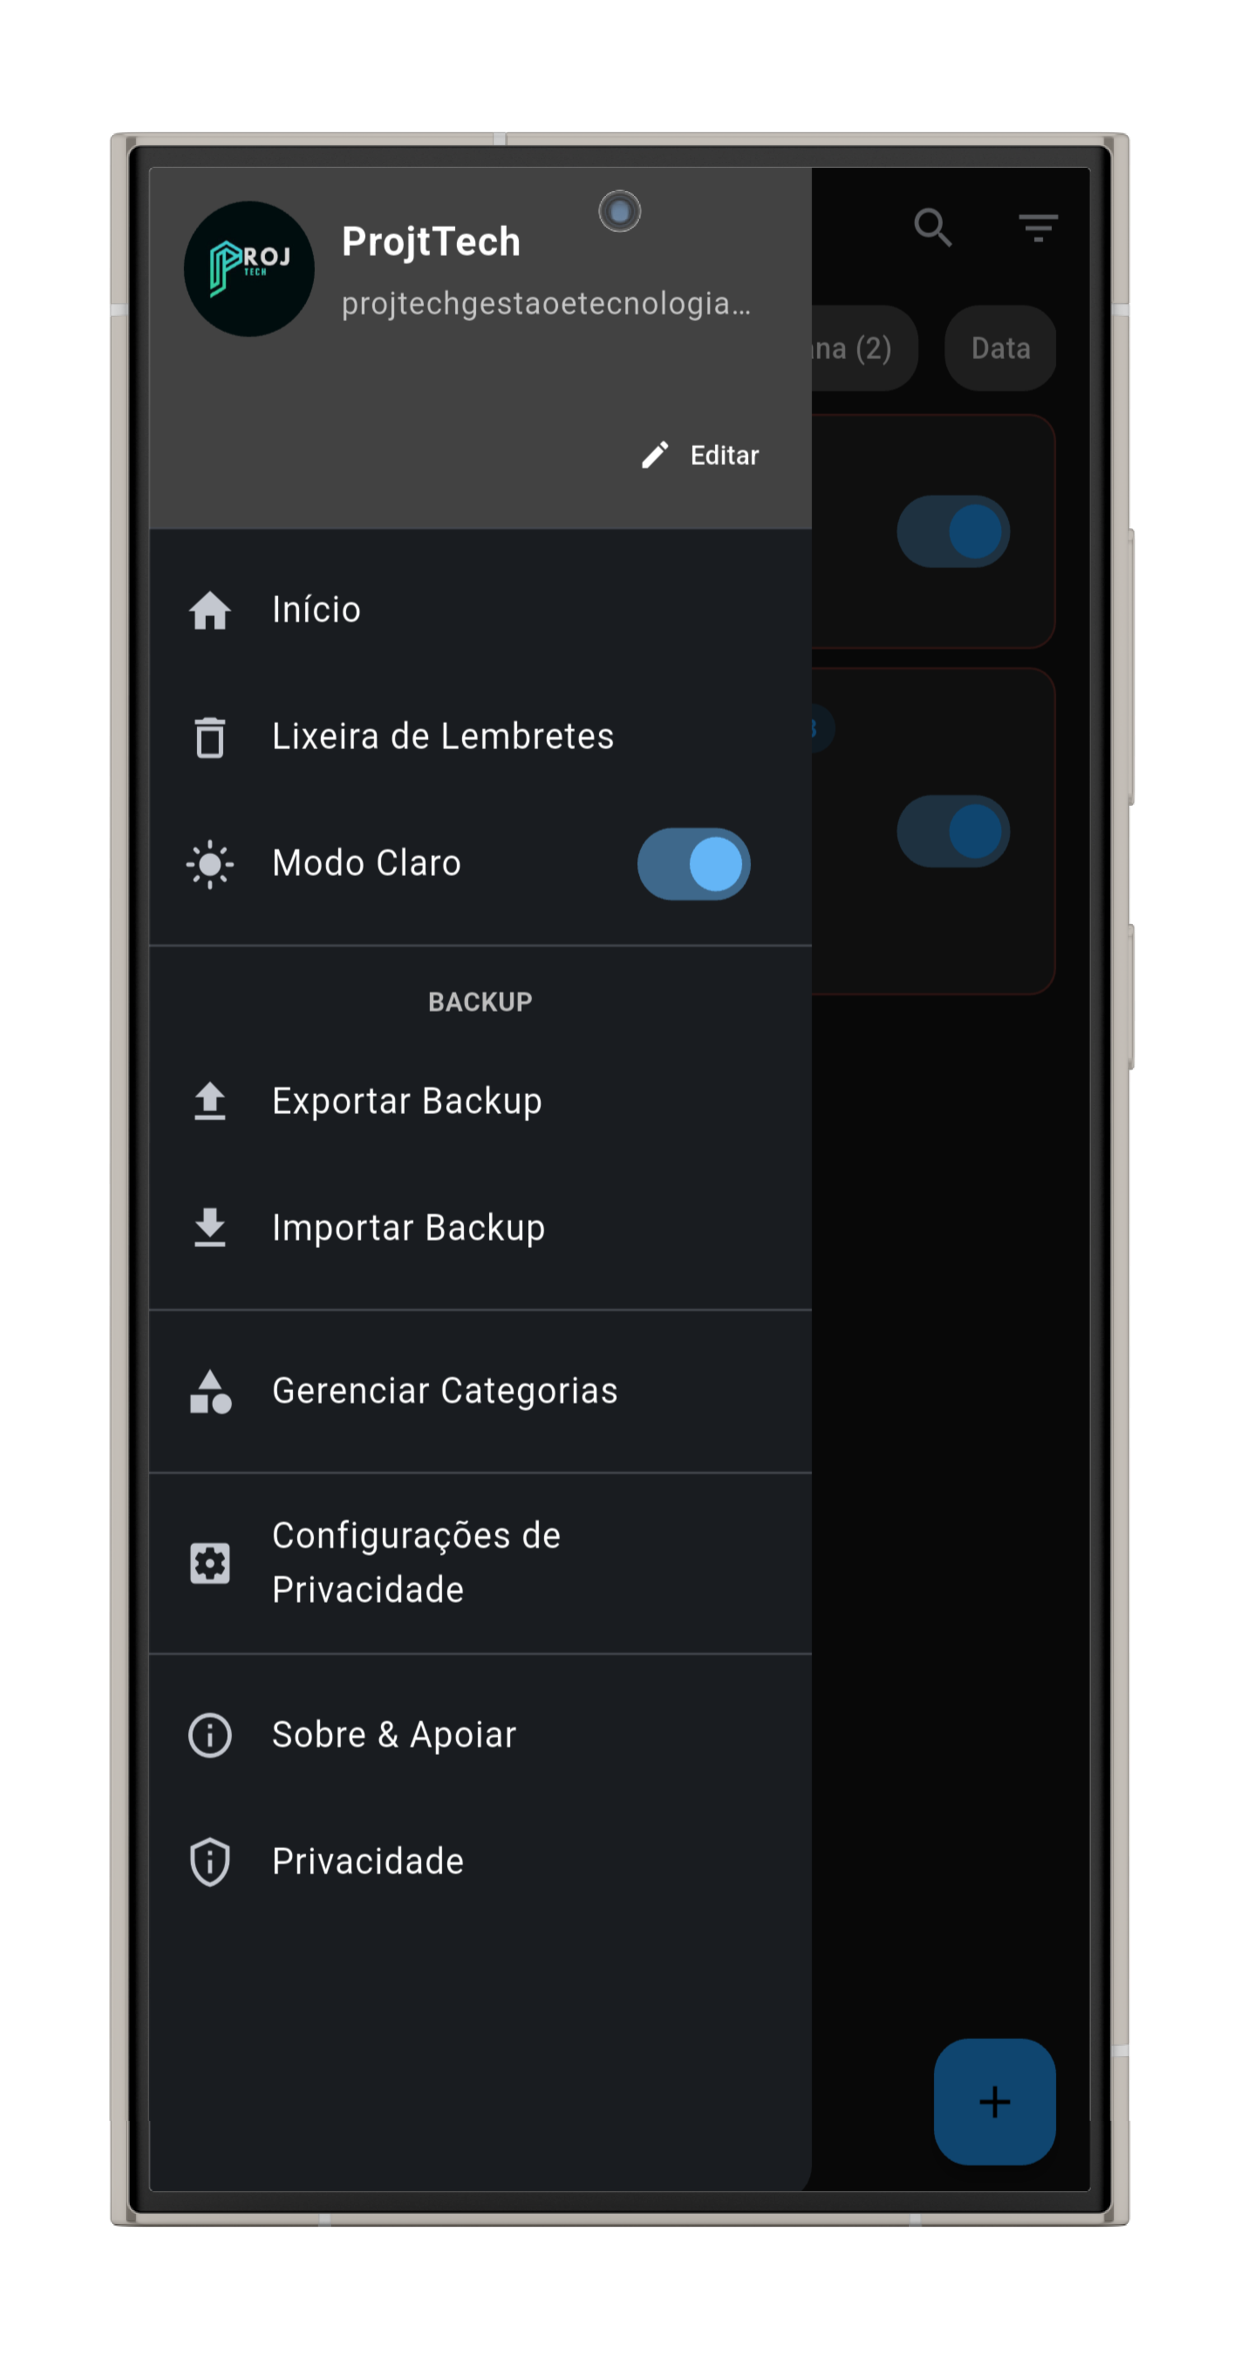 PROJ
TECH
ProjtTech
projtechgestaoetecnologia...
Editar
(2)
Data
Início
Lixeira de Lembretes
Modo Claro
BACKUP
Exportar Backup
Importar Backup
Gerenciar Categorias
Configurações de
Privacidade
Sobre & Apoiar
Privacidade